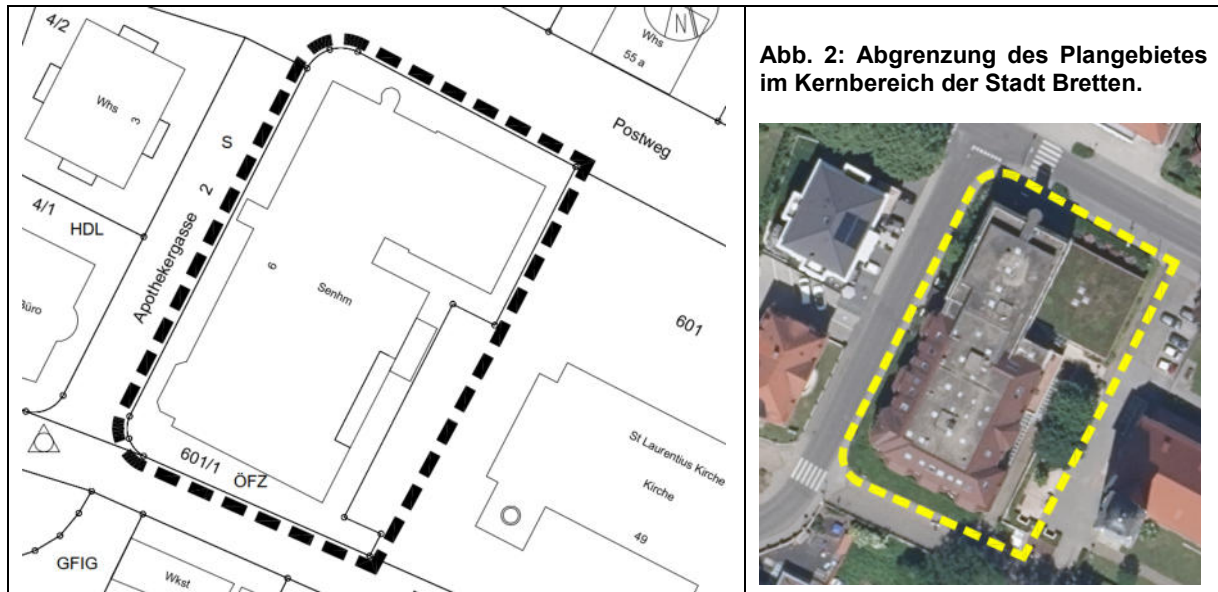 4/2
Whs
3
S
4/1
HDL
Büro
Apothekergasse
2
6
Senhm
N
Whs
55 a
Postweg
601
St Laurentius Kirche
Kirche
49
601/1
ÖFZ
GFIG
Wkst
Abb. 2: Abgrenzung des Plangebietes
im Kernbereich der Stadt Bretten.